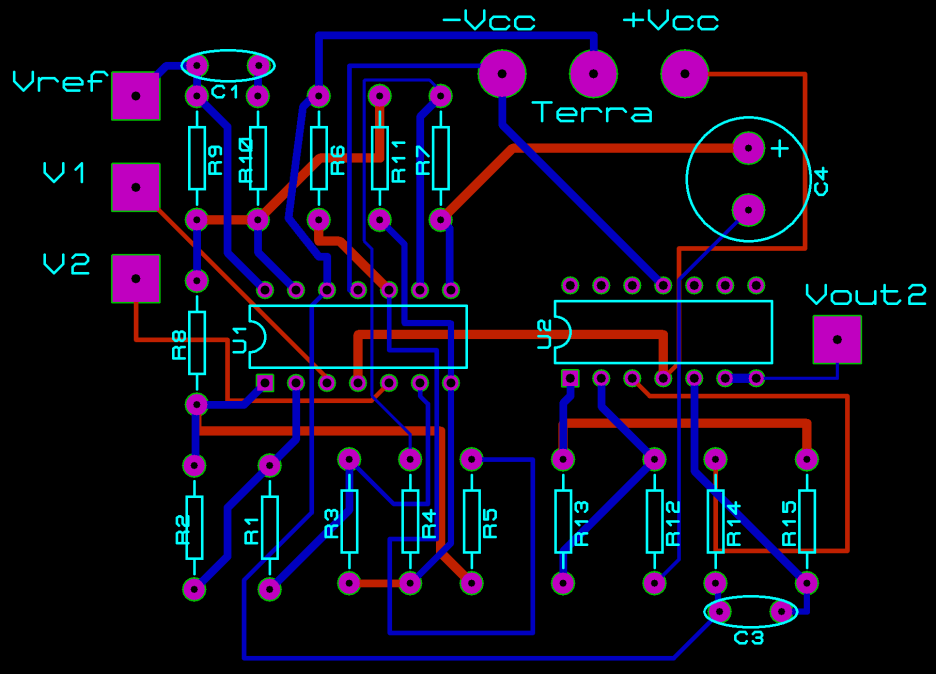 -Vcc
+Vcc
Vref
C1
Terra
R9
R10
R6
R11
R7
+
C4
V1
V2
Vout2
U1
U2
R8
R2
R1
R3
R4
R5
R13
R12
R14
R15
C3